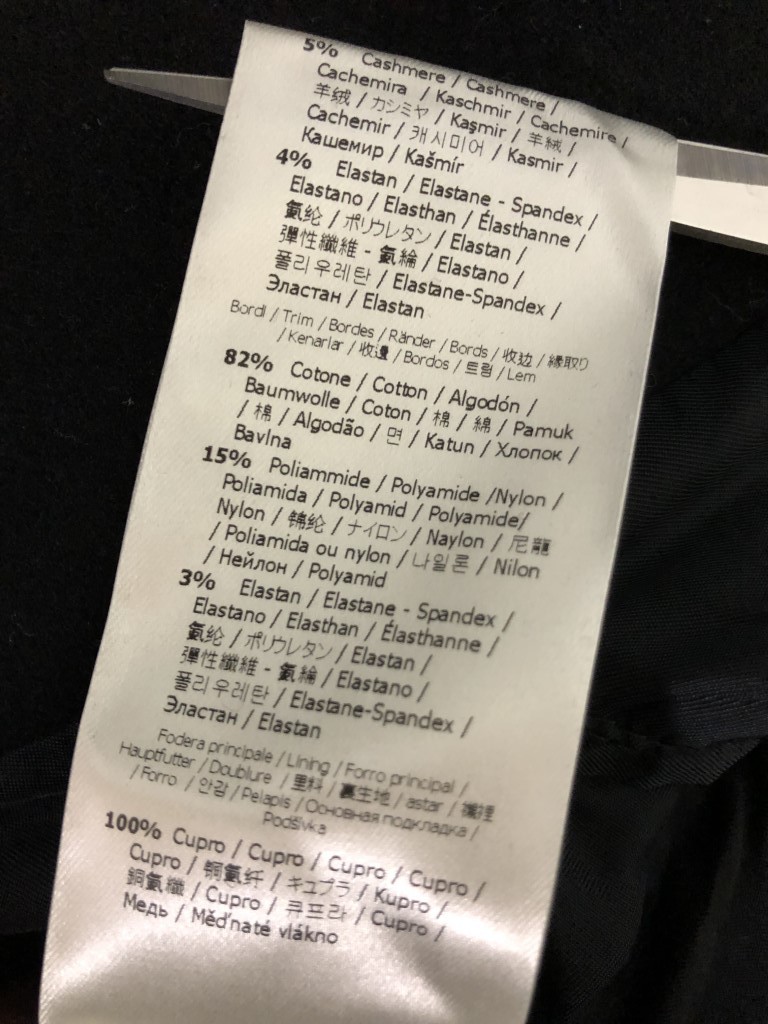 5% Cashmere / Cashmere /
Cachemira / Kaschmir / Cachemire /
羊绒 / カシミヤ / Kaşmir / 羊絨 /
Cachemir / 캐시미어 / Kasmir /
Кашемир / Kašmír
4% Elastan / Elastane - Spandex /
Elastano / Elasthan / Élasthanne /
氨纶 / ポリウレタン / Elastan /
彈性纖維 - 氨綸 / Elastano /
폴리우레탄 / Elastane-Spandex /
Эластан / Elastan
Bordi / Trim / Bordes / Ränder / Bords / 收边 / 縁取り
/ Kenarlar / 收邊 / Bordos / 트림 / Lem
82% Cotone / Cotton / Algodón /
Baumwolle / Coton / 棉 / 綿 / Pamuk
/ 棉 / Algodão / 면 / Katun / Хлопок /
Bavlna
15% Poliammide / Polyamide /Nylon /
Poliamida / Polyamid / Polyamide/
Nylon / 锦纶 / ナイロン / Naylon / 尼龍
/ Poliamida ou nylon / 나일론 / Nilon
/ Нейлон / Polyamid
3% Elastan / Elastane - Spandex /
Elastano / Elasthan / Élasthanne /
氨纶 / ポリウレタン / Elastan /
彈性纖維 - 氨綸 / Elastano /
폴리우레탄 / Elastane-Spandex /
Эластан / Elastan
Fodera principale / Lining / Forro principal /
Hauptfutter / Doublure / 里料 / 裏生地 / astar / 襯裡
/ Forro / 안감 / Pelapis / Основная подкладка /
Podšívka
100% Cupro / Cupro / Cupro / Cupro /
Cupro / 铜氨纤 / キュプラ / Kupro /
銅氨纖 / Cupro / 큐프라 / Cupro /
Медь / Měďnaté vlákno